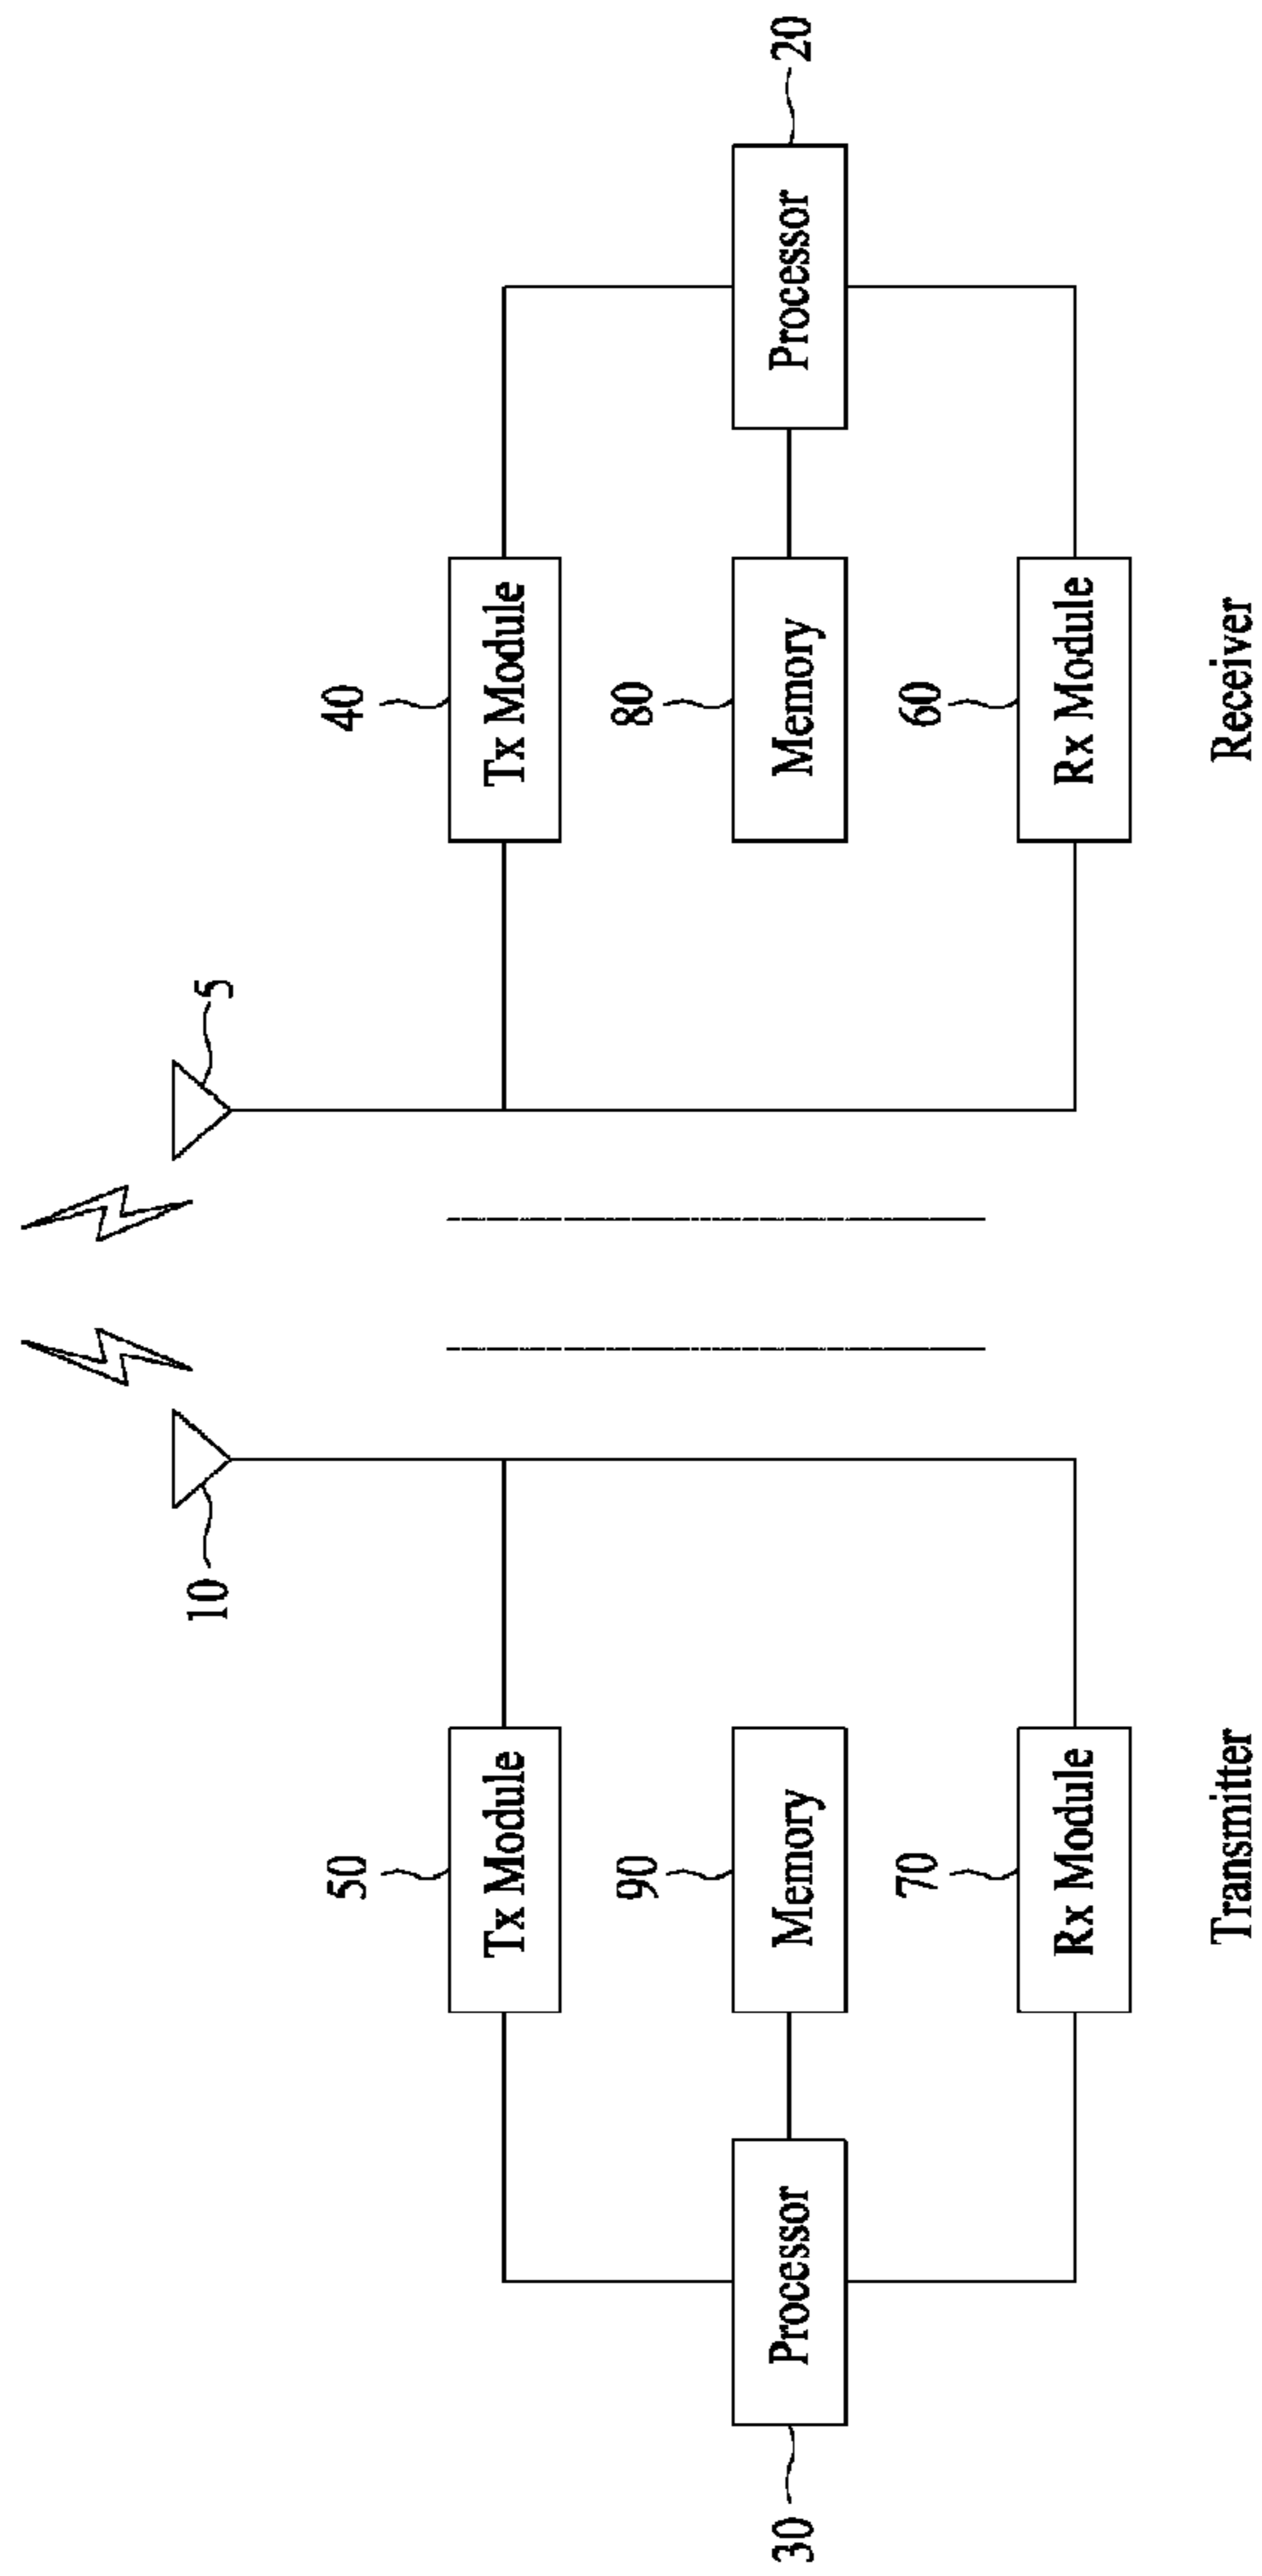 10
5
50
Tx Module
40
Tx Module
30
Processor
90
Memory
80
Memory
Processor
20
70
Rx Module
60
Rx Module
Transmitter
Receiver